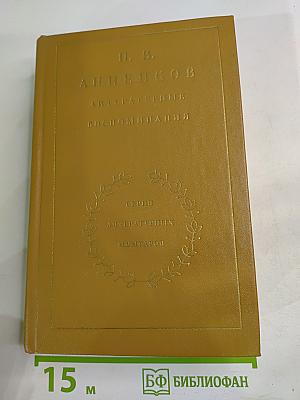 П. В.
АННЕНКОВ
ЛИТЕРАТУРНЫЕ
ВОСПОМИНАНИЯ
СЕРИЯ
ЛИТЕРАТУРНЫХ
МЕМУАРОВ
15 м
БФ БИБЛИОФАН